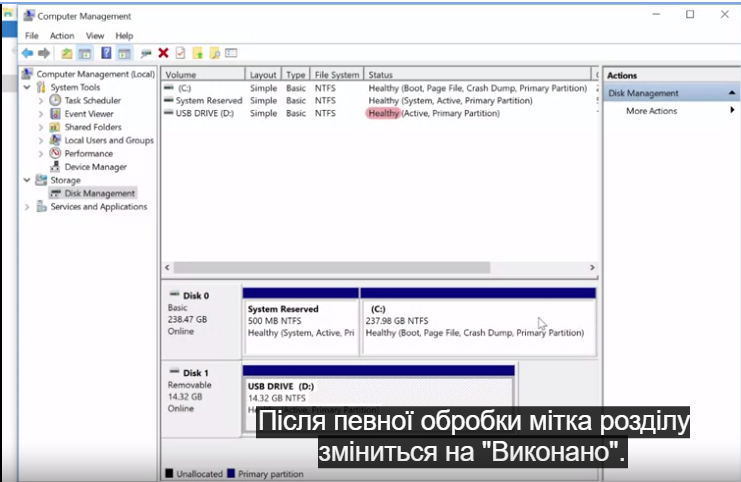 Computer Management
File Action View Help
Computer Management (Local)
System Tools
Task Scheduler
Event Viewer
Shared Folders
Local Users and Groups
Performance
Device Manager
Storage
Disk Management
Services and Applications
Volume Layout Type File System Status
(C:) Simple Basic NTFS Healthy (Boot, Page File, Crash Dump, Primary Partition)
System Reserved Simple Basic NTFS Healthy (System, Active, Primary Partition)
USB DRIVE (D:) Simple Basic NTFS Healthy (Active, Primary Partition)
Actions
Disk Management
More Actions
Disk 0
Basic
238.47 GB
Online
System Reserved
500 MB NTFS
Healthy (System, Active, Pri
(C:)
237.98 GB NTFS
Healthy (Boot, Page File, Crash Dump, Primary Partition)
Disk 1
Removable
14.32 GB
Online
USB DRIVE (D:)
14.32 GB NTFS
Після певної обробки мітка розділу
зміниться на "Виконано".
Unallocated Primary partition